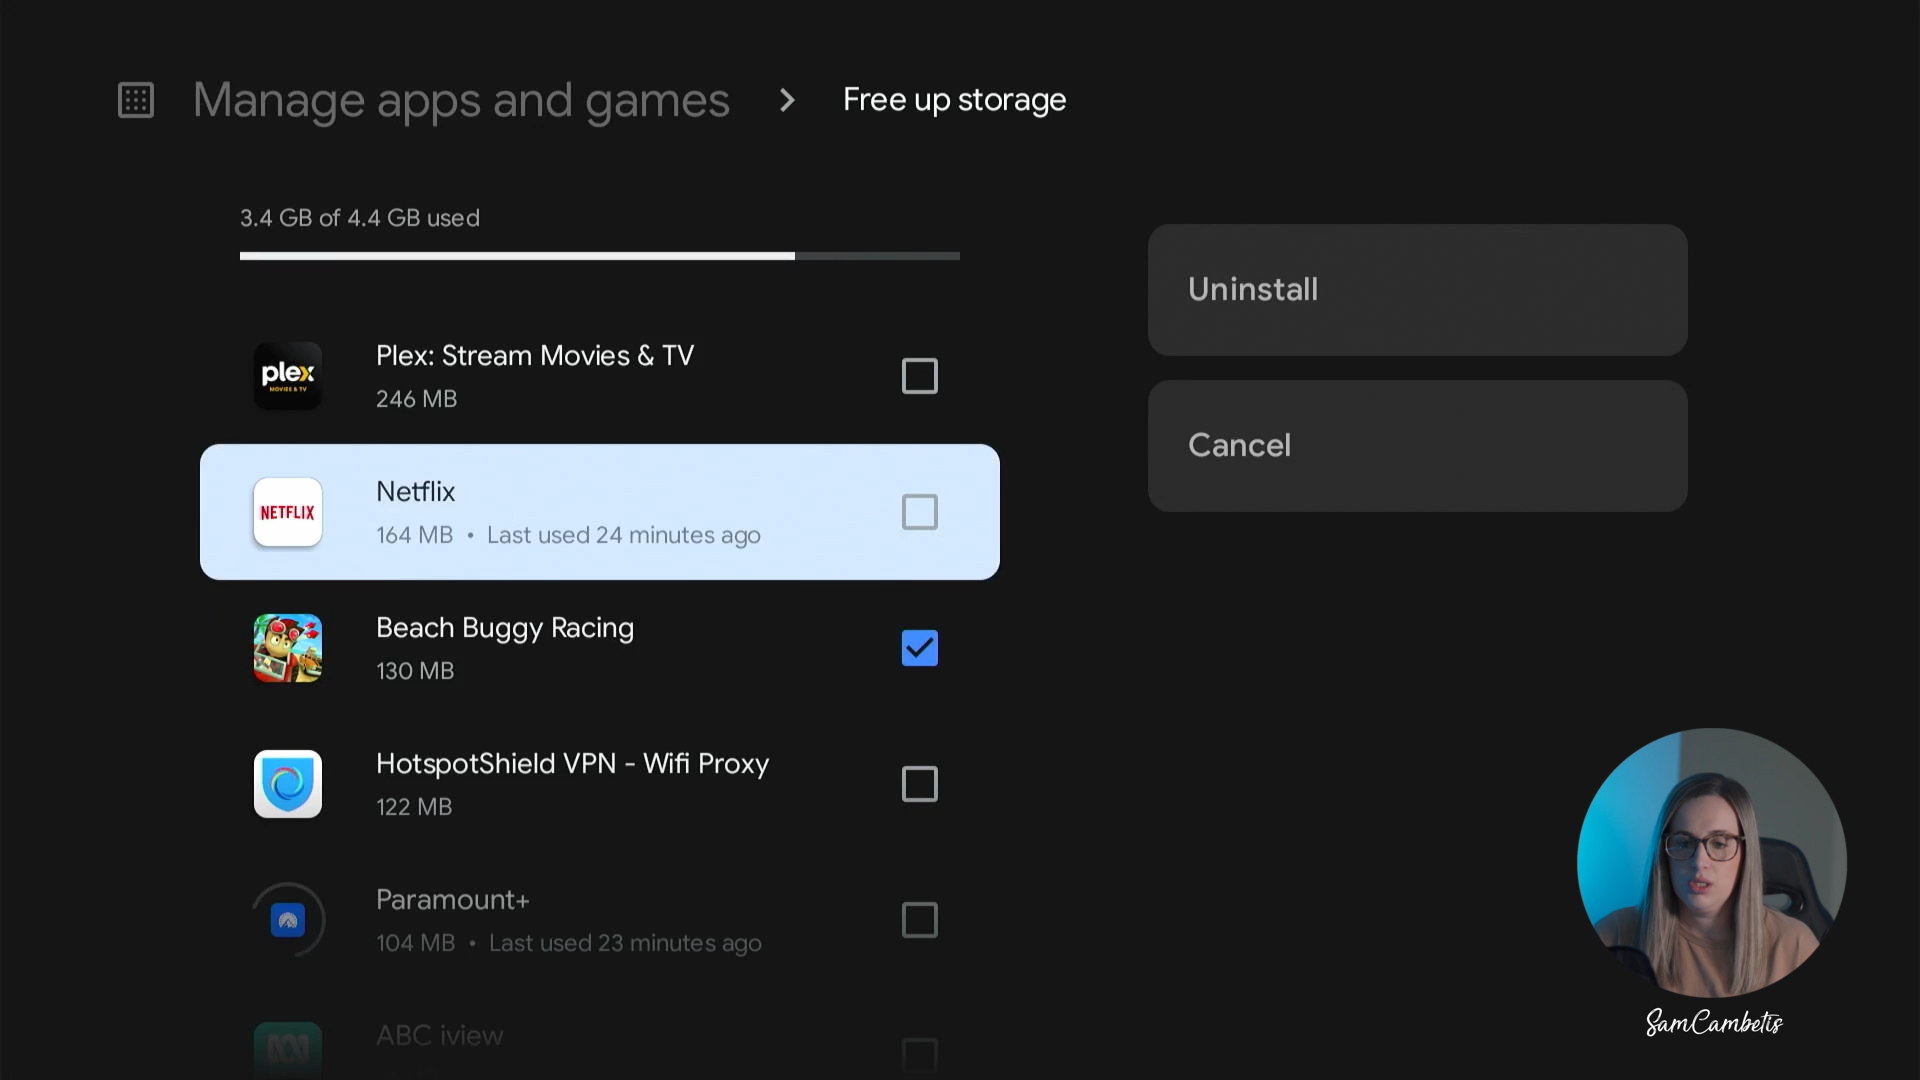 Manage apps and games
Free up storage
3.4 GB of 4.4 GB used
Uninstall
Cancel
plex
MOVIES & TV
Plex: Stream Movies & TV
246 MB
NETFLIX
Netflix
164 MB • Last used 24 minutes ago
Beach Buggy Racing
130 MB
HotspotShield VPN - Wifi Proxy
122 MB
Paramount+
104 MB • Last used 23 minutes ago
ABC iview
SamCambetis